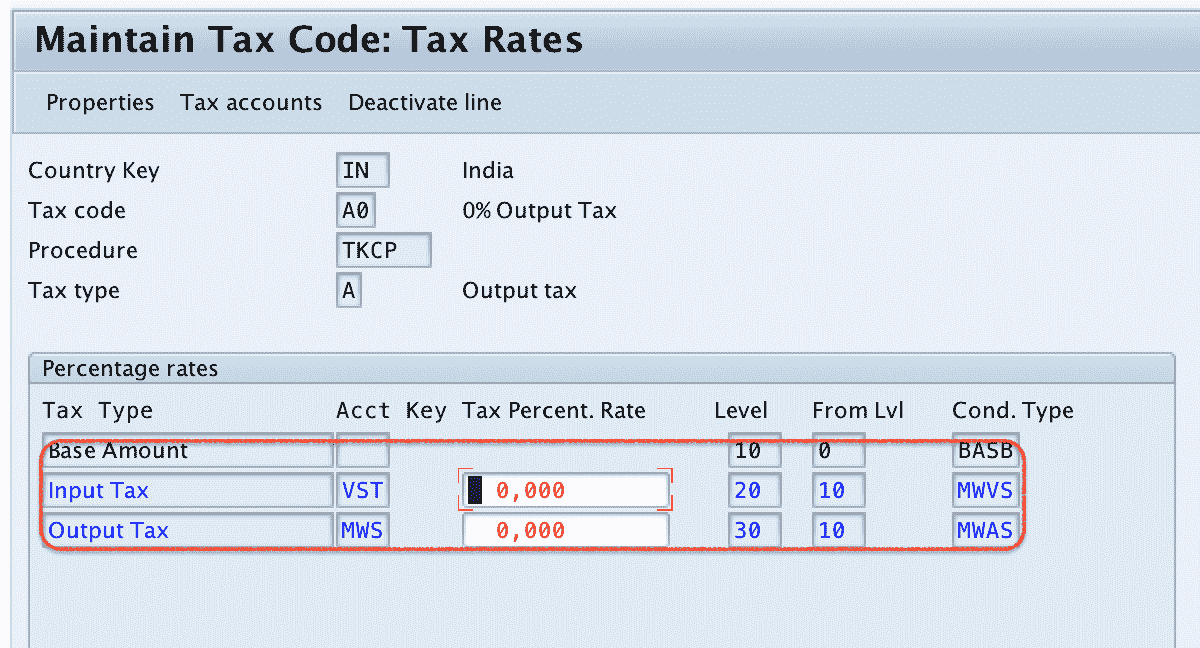 Maintain Tax Code: Tax Rates
Properties Tax accounts Deactivate line
Country Key IN India
Tax code A0 0% Output Tax
Procedure TKCP
Tax type A Output tax
Percentage rates
Tax Type Acct Key Tax Percent. Rate Level From Lvl Cond. Type
Base Amount 10 0 BASB
Input Tax VST 0,000 20 10 MWVS
Output Tax MWS 0,000 30 10 MWAS